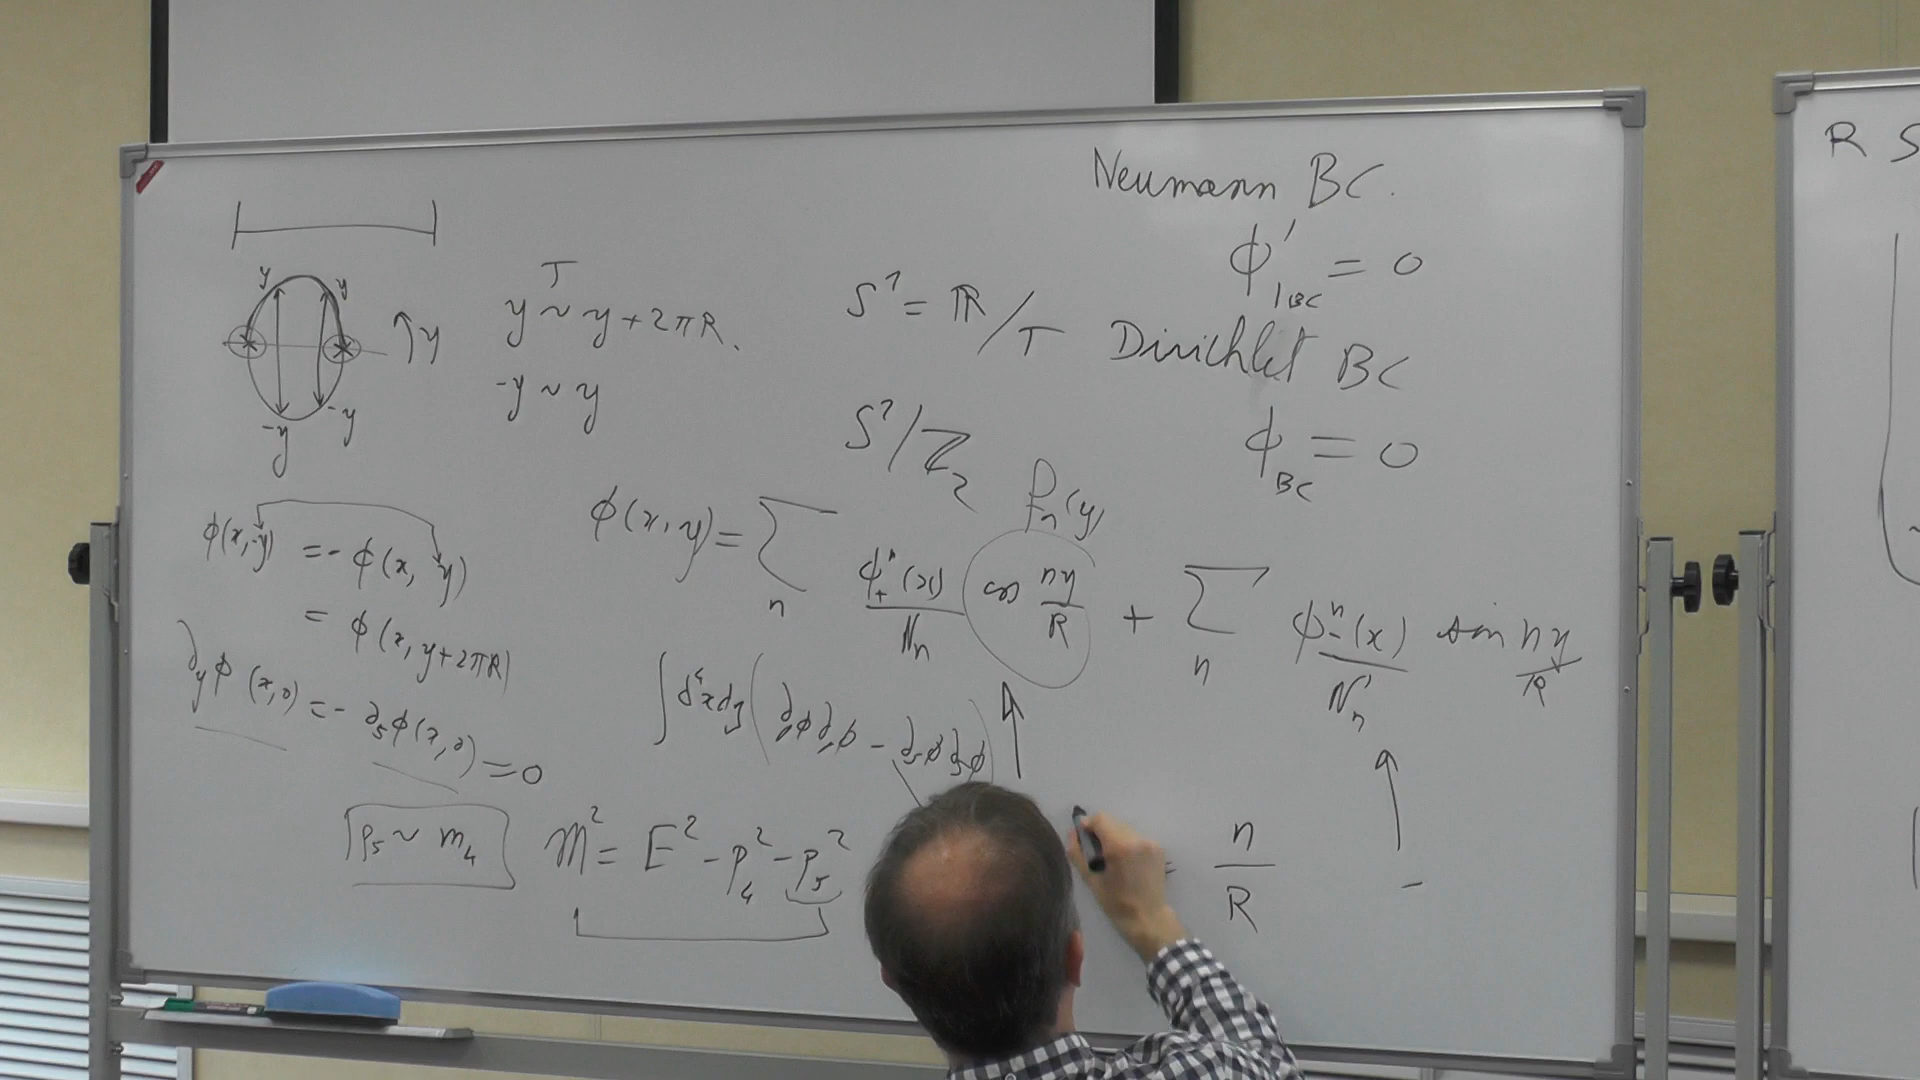 Neumann BC.
ϕ'|BC = 0
y y
T
y ~ y + 2πR.
S¹ = ℝ/T
Dirichlet BC
↑y
-y ~ y
-y -y
S¹/ℤ₂
ϕ_BC = 0
f_n(y)
ϕ(x,y) = Σ_n ϕ₊ⁿ(x)/N_n cos ny/R + Σ_n ϕ₋ⁿ(x)/N'_n sin ny/R
ϕ(x,-y) = -ϕ(x, y)
= ϕ(x, y+2πR)
∂_yϕ(x,0) = -∂₅ϕ(x,0) = 0
∫d⁴xdy(
p₅ ~ m₄
m² = E² - p₄² - p₅²
= n/R
-
R S